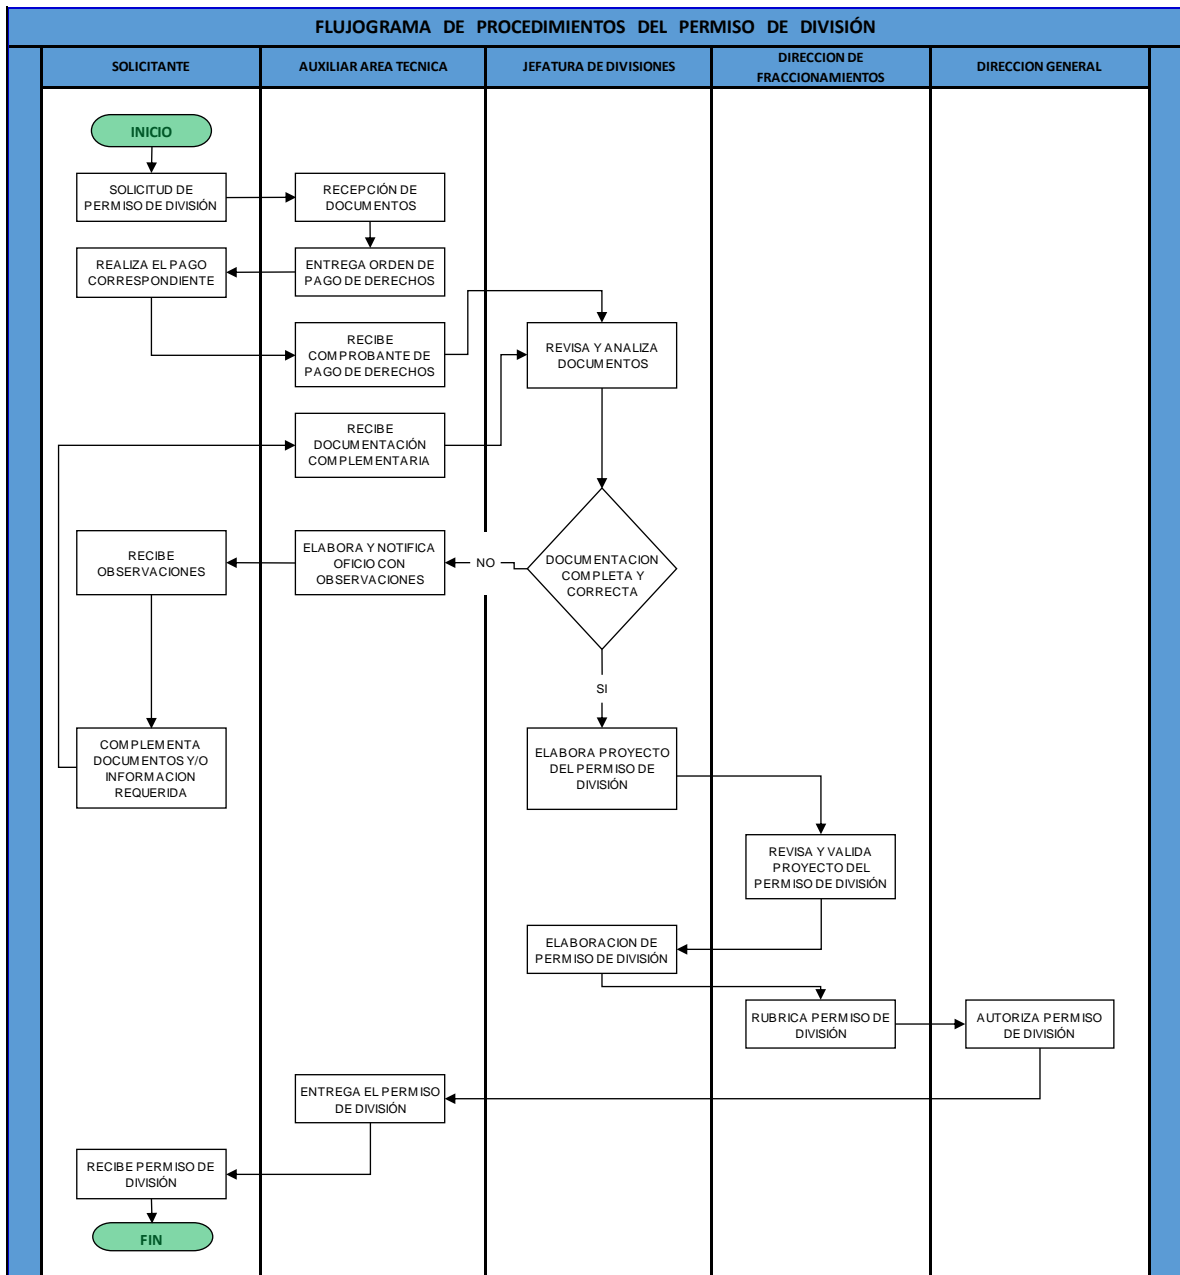 FLUJOGRAMA DE PROCEDIMIENTOS DEL PERMISO DE DIVISIÓN
SOLICITANTE
AUXILIAR AREA TECNICA
JEFATURA DE DIVISIONES
DIRECCION DE
FRACCIONAMIENTOS
DIRECCION GENERAL
INICIO
SOLICITUD DE
PERMISO DE DIVISIÓN
RECEPCIÓN DE
DOCUMENTOS
REALIZA EL PAGO
CORRESPONDIENTE
ENTREGA ORDEN DE
PAGO DE DERECHOS
RECIBE
COMPROBANTE DE
PAGO DE DERECHOS
REVISA Y ANALIZA
DOCUMENTOS
RECIBE
DOCUMENTACIÓN
COMPLEMENTARIA
RECIBE
OBSERVACIONES
ELABORA Y NOTIFICA
OFICIO CON
OBSERVACIONES
NO
DOCUMENTACION
COMPLETA Y
CORRECTA
SI
COMPLEMENTA
DOCUMENTOS Y/O
INFORMACION
REQUERIDA
ELABORA PROYECTO
DEL PERMISO DE
DIVISIÓN
REVISA Y VALIDA
PROYECTO DEL
PERMISO DE DIVISIÓN
ELABORACION DE
PERMISO DE DIVISIÓN
RUBRICA PERMISO DE
DIVISIÓN
AUTORIZA PERMISO
DE DIVISIÓN
ENTREGA EL PERMISO
DE DIVISIÓN
RECIBE PERMISO DE
DIVISIÓN
FIN